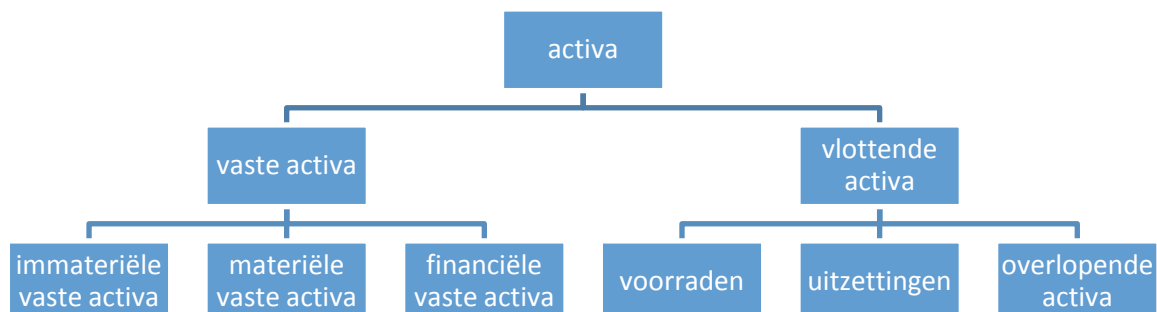 activa
vaste activa
vlottende
activa
immateriële
vaste activa
materiële
vaste activa
financiële
vaste activa
voorraden
uitzettingen
overlopende
activa